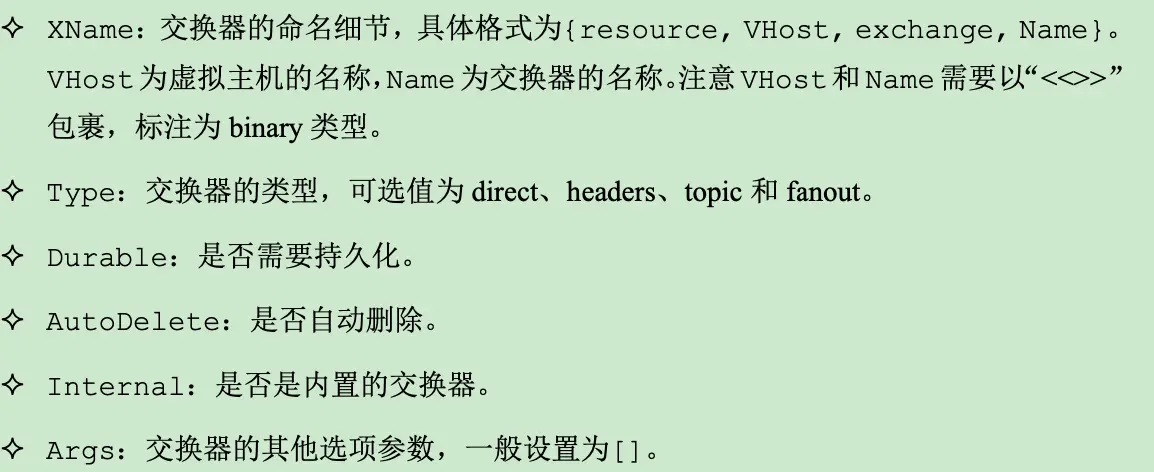 ✧ XName：交换器的命名细节，具体格式为{resource, VHost, exchange, Name}。
VHost 为虚拟主机的名称，Name 为交换器的名称。注意 VHost 和 Name 需要以“<<>>”
包裹，标注为 binary 类型。
✧ Type：交换器的类型，可选值为 direct、headers、topic 和 fanout。
✧ Durable：是否需要持久化。
✧ AutoDelete：是否自动删除。
✧ Internal：是否是内置的交换器。
✧ Args：交换器的其他选项参数，一般设置为[]。